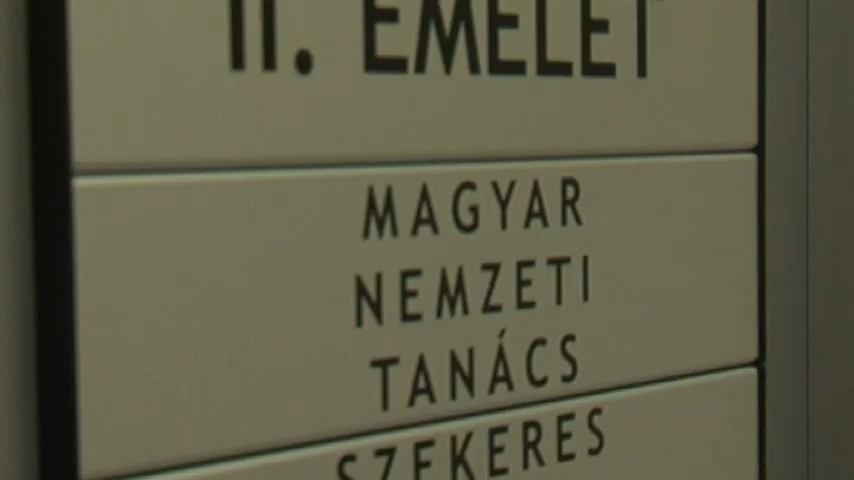 II. EMELET
MAGYAR
NEMZETI
TANÁCS
SZEKERES